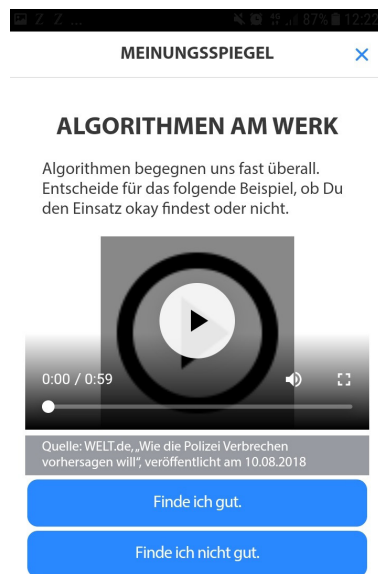 Z Z ... 87% 12:22
MEINUNGSSPIEGEL
ALGORITHMEN AM WERK
Algorithmen begegnen uns fast überall.
Entscheide für das folgende Beispiel, ob Du
den Einsatz okay findest oder nicht.
0:00 / 0:59
Quelle: WELT.de, „Wie die Polizei Verbrechen
vorhersagen will“, veröffentlicht am 10.08.2018
Finde ich gut.
Finde ich nicht gut.